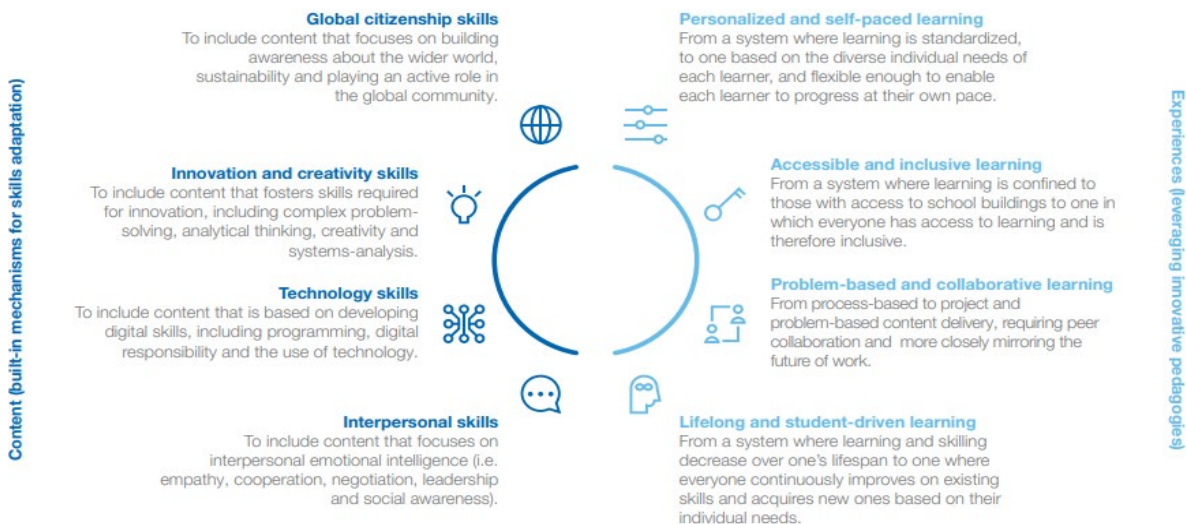 Content (built-in mechanisms for skills adaptation)
Global citizenship skills
To include content that focuses on building
awareness about the wider world,
sustainability and playing an active role in
the global community.
Innovation and creativity skills
To include content that fosters skills required
for innovation, including complex problem-
solving, analytical thinking, creativity and
systems-analysis.
Technology skills
To include content that is based on developing
digital skills, including programming, digital
responsibility and the use of technology.
Interpersonal skills
To include content that focuses on
interpersonal emotional intelligence (i.e.
empathy, cooperation, negotiation, leadership
and social awareness).
Personalized and self-paced learning
From a system where learning is standardized,
to one based on the diverse individual needs of
each learner, and flexible enough to enable
each learner to progress at their own pace.
Accessible and inclusive learning
From a system where learning is confined to
those with access to school buildings to one in
which everyone has access to learning and is
therefore inclusive.
Problem-based and collaborative learning
From process-based to project and
problem-based content delivery, requiring peer
collaboration and more closely mirroring the
future of work.
Lifelong and student-driven learning
From a system where learning and skilling
decrease over one's lifespan to one where
everyone continuously improves on existing
skills and acquires new ones based on their
individual needs.
Experiences (leveraging innovative pedagogies)